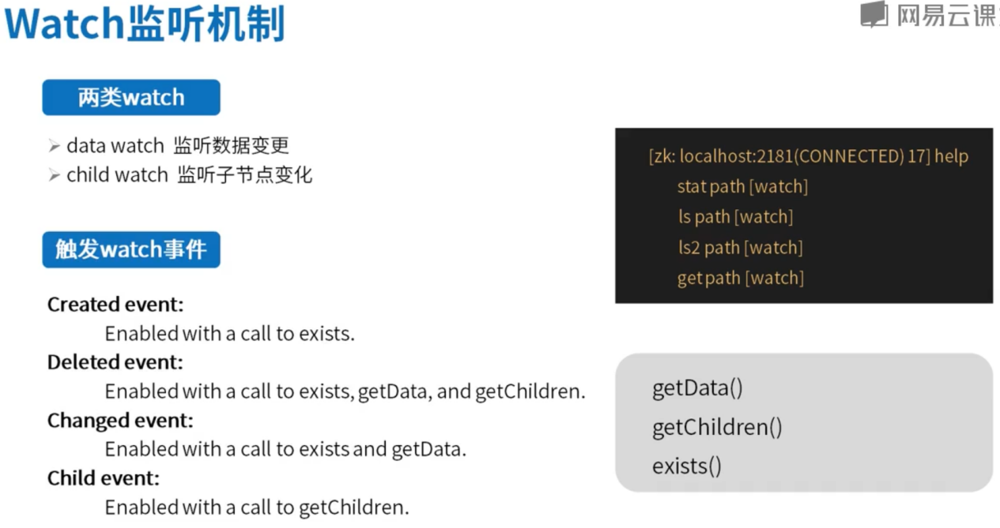 Watch监听机制
网易云课
两类watch
data watch 监听数据变更
child watch 监听子节点变化
触发watch事件
Created event:
Enabled with a call to exists.
Deleted event:
Enabled with a call to exists, getData, and getChildren.
Changed event:
Enabled with a call to exists and getData.
Child event:
Enabled with a call to getChildren.
[zk: localhost:2181(CONNECTED) 17] help
stat path [watch]
ls path [watch]
ls2 path [watch]
get path [watch]
getData()
getChildren()
exists()